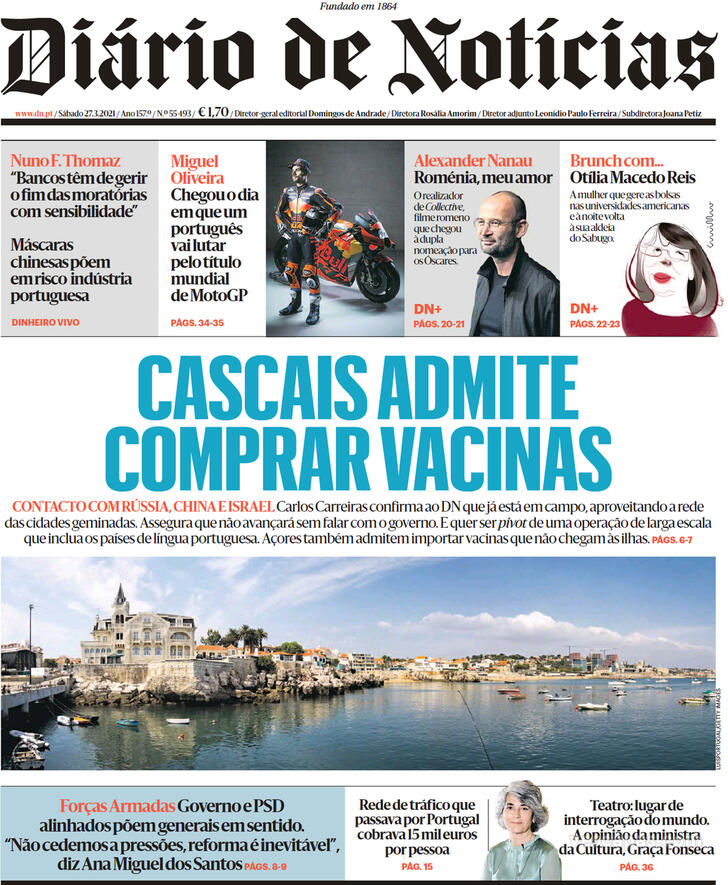 Fundado em 1864
Diário de Notícias
www.dn.pt / Sábado 27.3.2021 / Ano 157.º / N.º 55 493 / € 1,70 / Diretor-geral editorial Domingos de Andrade / Diretora Rosália Amorim / Diretor adjunto Leonídio Paulo Ferreira / Subdiretora Joana Petiz
Nuno F. Thomaz
“Bancos têm de gerir
o fim das moratórias
com sensibilidade”
Máscaras
chinesas põem
em risco indústria
portuguesa
DINHEIRO VIVO
Miguel
Oliveira
Chegou o dia
em que um
português
vai lutar
pelo título
mundial
de MotoGP
PÁGS. 34-35
Alexander Nanau
Roménia, meu amor
O realizador
de Collective,
filme romeno
que chegou
à dupla
nomeação para
os Óscares.
DN+
PÁGS. 20-21
Brunch com...
Otília Macedo Reis
A mulher que gere as bolsas
nas universidades americanas
e à noite volta
à sua aldeia
do Sabugo.
DN+
PÁGS. 22-23
CASCAIS ADMITE
COMPRAR VACINAS
CONTACTO COM RÚSSIA, CHINA E ISRAEL Carlos Carreiras confirma ao DN que já está em campo, aproveitando a rede
das cidades geminadas. Assegura que não avançará sem falar com o governo. E quer ser pivot de uma operação de larga escala
que inclua os países de língua portuguesa. Açores também admitem importar vacinas que não chegam às ilhas. PÁGS. 6-7
LUISPORTUGAL/GETTY IMAGES
Forças Armadas Governo e PSD
alinhados põem generais em sentido.
“Não cedemos a pressões, reforma é inevitável”,
diz Ana Miguel dos Santos PÁGS. 8-9
Rede de tráfico que
passava por Portugal
cobrava 15 mil euros
por pessoa
PÁG. 15
Teatro: lugar de
interrogação do mundo.
A opinião da ministra
da Cultura, Graça Fonseca
PÁG. 36